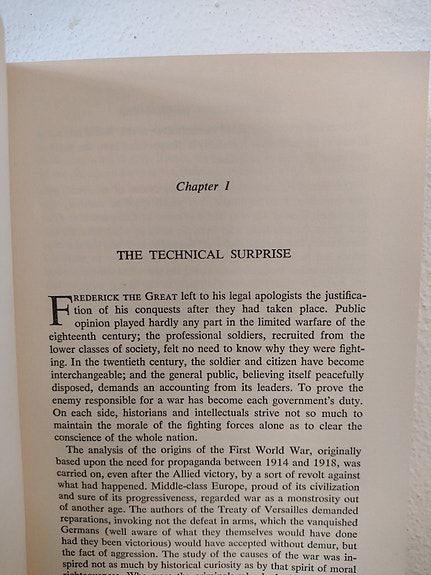 Chapter I
THE TECHNICAL SURPRISE
FREDERICK THE GREAT left to his legal apologists the justifica-
tion of his conquests after they had taken place. Public
opinion played hardly any part in the limited warfare of the
eighteenth century; the professional soldiers, recruited from the
lower classes of society, felt no need to know why they were fight-
ing. In the twentieth century, the soldier and citizen have become
interchangeable; and the general public, believing itself peacefully
disposed, demands an accounting from its leaders. To prove the
enemy responsible for a war has become each government's duty.
On each side, historians and intellectuals strive not so much to
maintain the morale of the fighting forces alone as to clear the
conscience of the whole nation.
The analysis of the origins of the First World War, originally
based upon the need for propaganda between 1914 and 1918, was
carried on, even after the Allied victory, by a sort of revolt against
what had happened. Middle-class Europe, proud of its civilization
and sure of its progressiveness, regarded war as a monstrosity out
of another age. The authors of the Treaty of Versailles demanded
reparations, invoking not the defeat in arms, which the vanquished
Germans (well aware of what they themselves would have done
had they been victorious) would have accepted without demur, but
the fact of aggression. The study of the causes of the war was in-
spired not as much by historical curiosity as by that spirit of moral